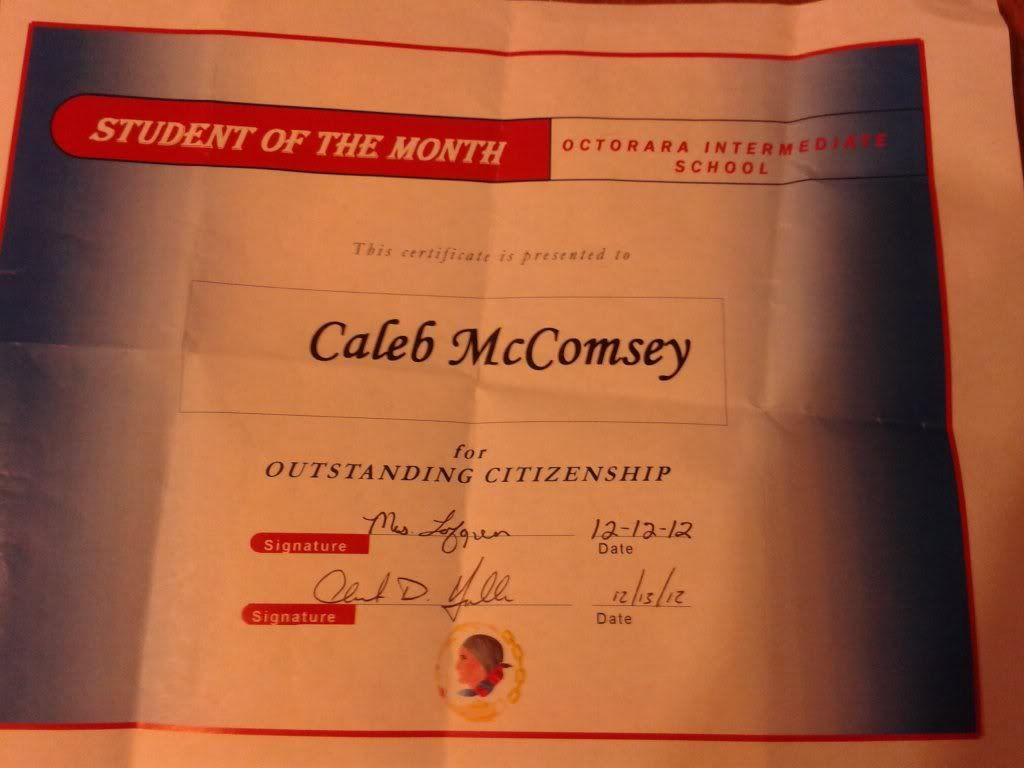 STUDENT OF THE MONTH
OCTORARA INTERMEDIATE
SCHOOL
This certificate is presented to
Caleb McComsey
for
OUTSTANDING CITIZENSHIP
Mrs. Lofgren 12-12-12
Signature Date
D. 12/13/12
Signature Date